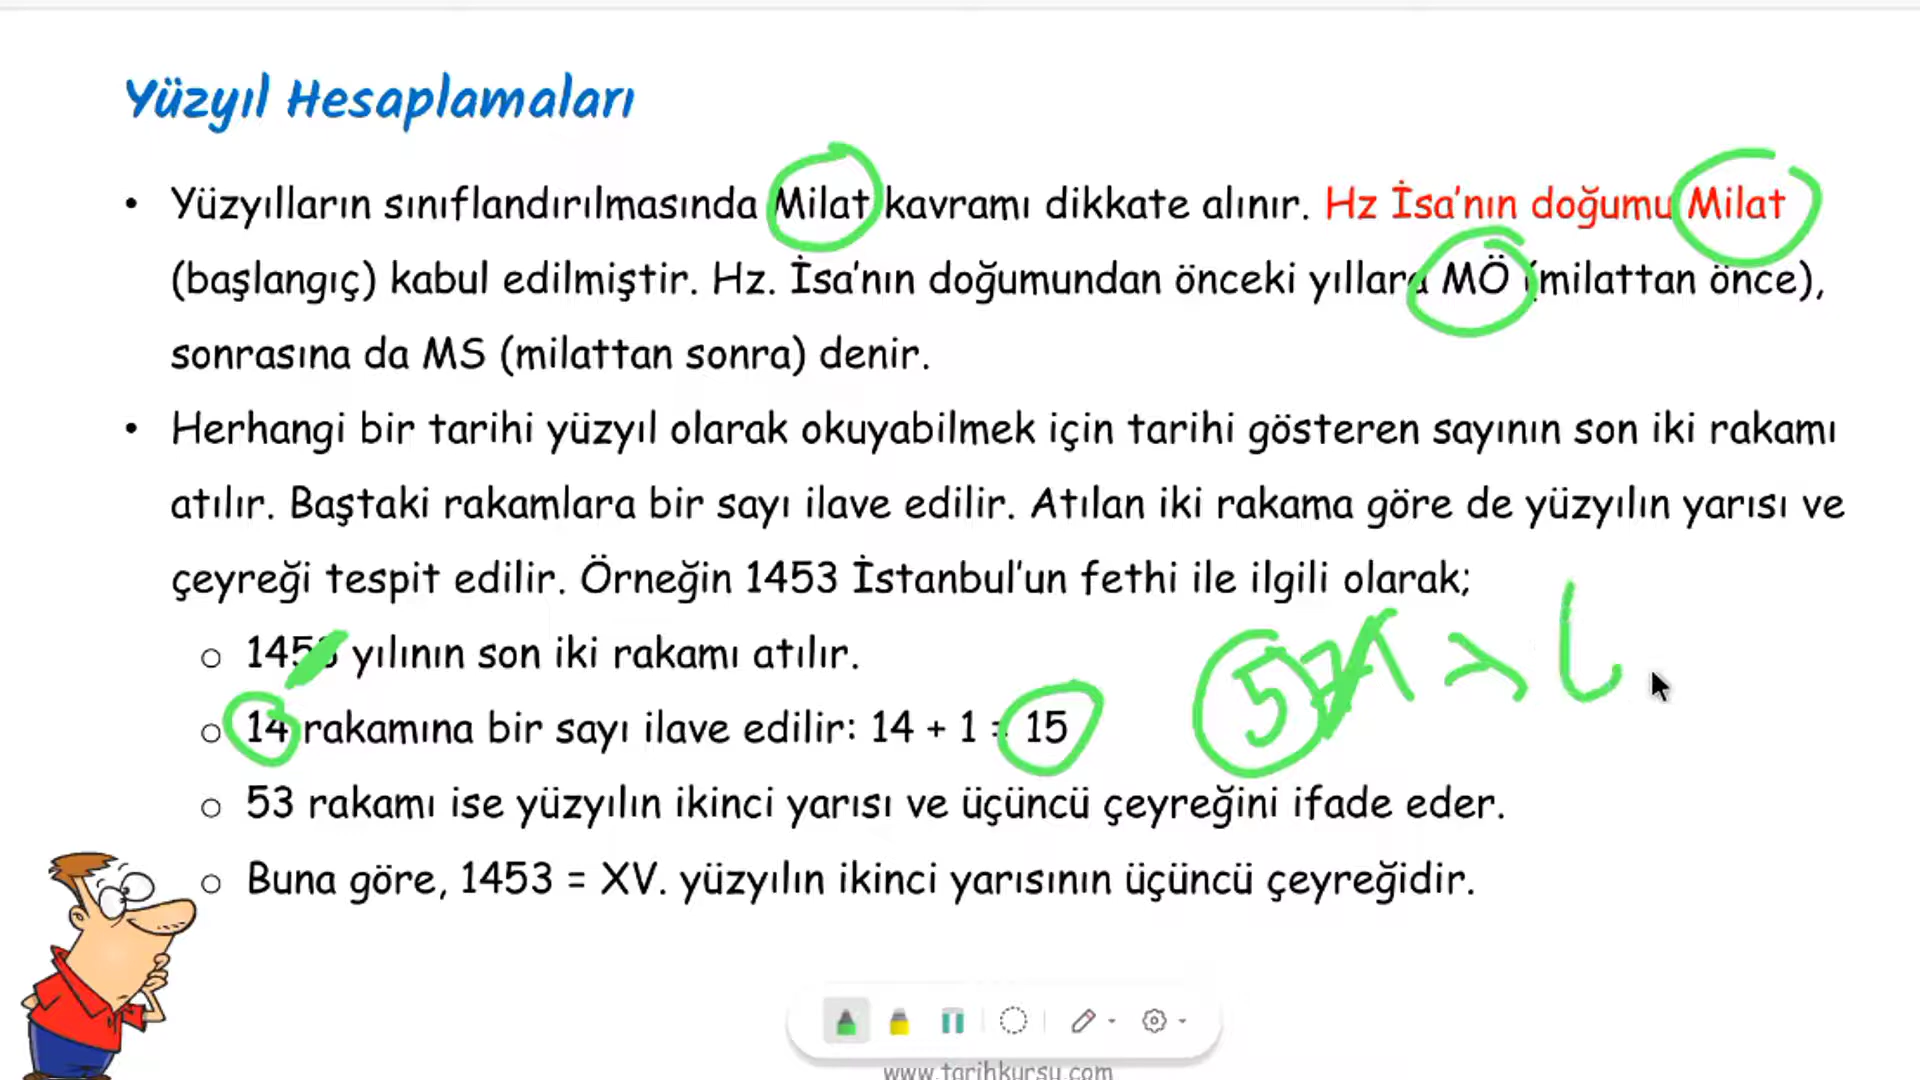 Yüzyıl Hesaplamaları
• Yüzyılların sınıflandırılmasında Milat kavramı dikkate alınır. Hz İsa'nın doğumu Milat
(başlangıç) kabul edilmiştir. Hz. İsa'nın doğumundan önceki yıllara MÖ (milattan önce),
sonrasına da MS (milattan sonra) denir.
• Herhangi bir tarihi yüzyıl olarak okuyabilmek için tarihi gösteren sayının son iki rakamı
atılır. Baştaki rakamlara bir sayı ilave edilir. Atılan iki rakama göre de yüzyılın yarısı ve
çeyreği tespit edilir. Örneğin 1453 İstanbul'un fethi ile ilgili olarak;
o 1453 yılının son iki rakamı atılır.
o 14 rakamına bir sayı ilave edilir: 14 + 1 = 15
o 53 rakamı ise yüzyılın ikinci yarısı ve üçüncü çeyreğini ifade eder.
o Buna göre, 1453 = XV. yüzyılın ikinci yarısının üçüncü çeyreğidir.
www.tarihkursu.com